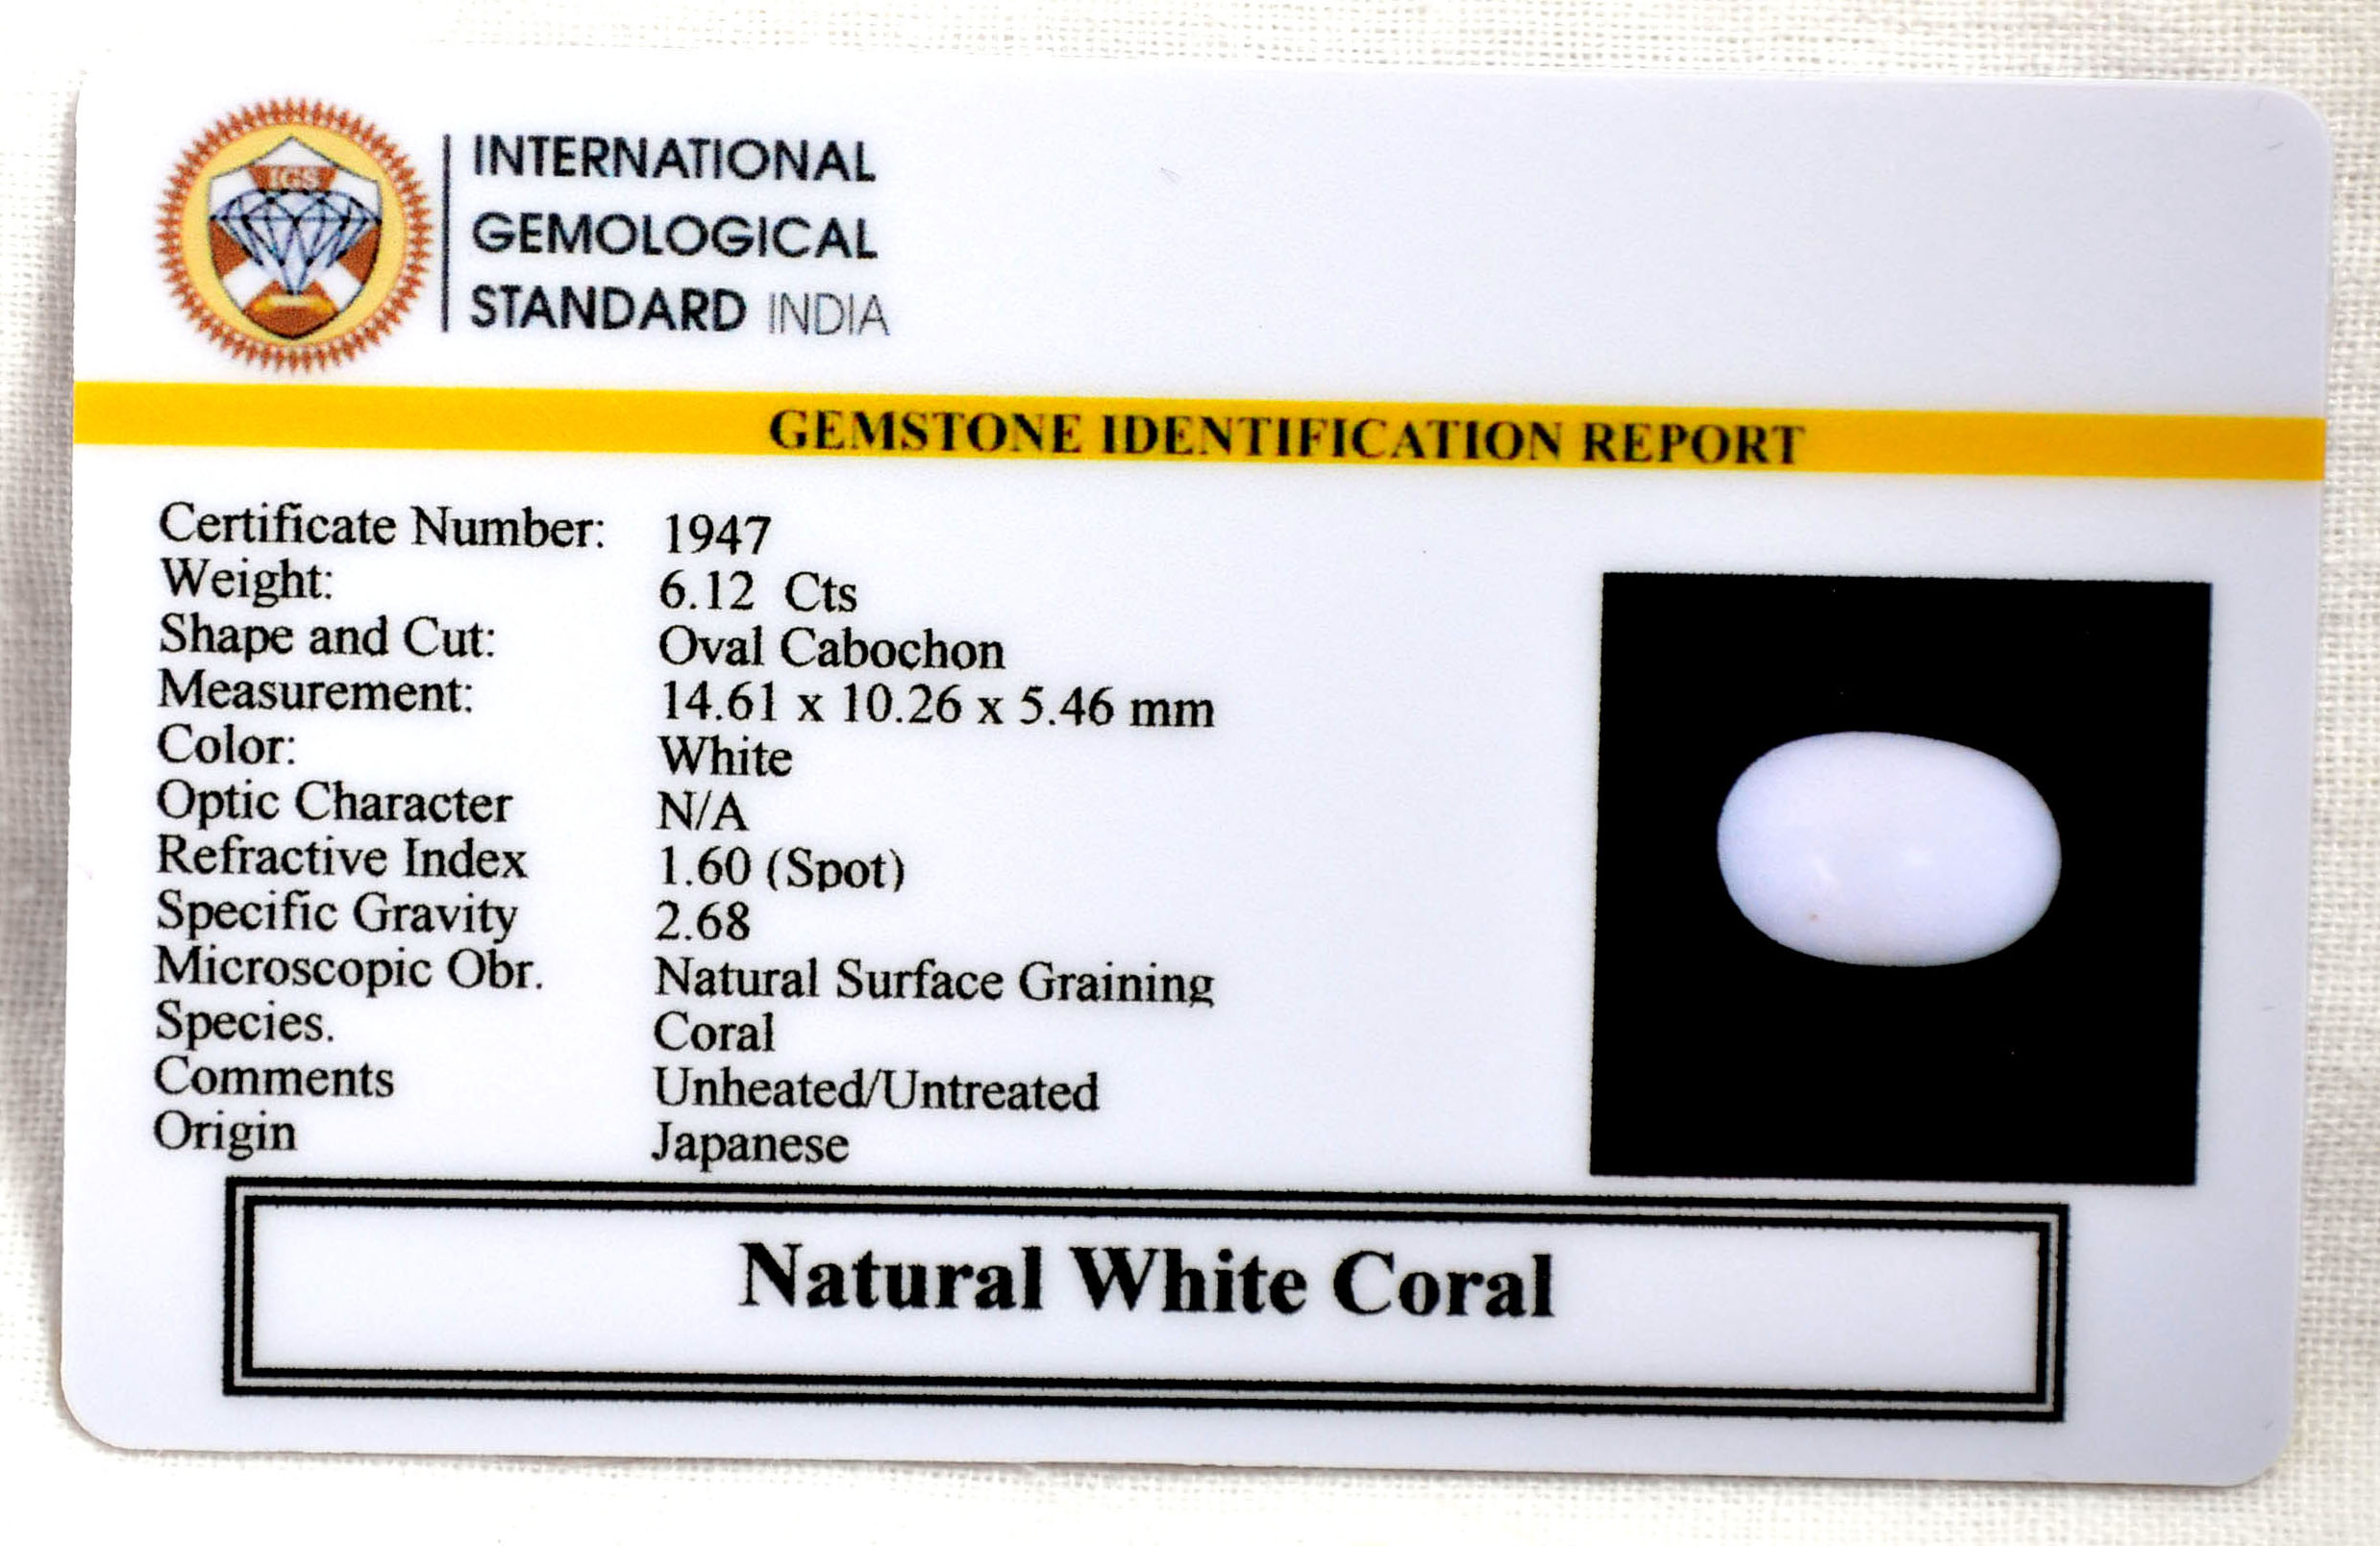 IGS
INTERNATIONAL
GEMOLOGICAL
STANDARD INDIA
GEMSTONE IDENTIFICATION REPORT
Certificate Number: 1947
Weight: 6.12 Cts
Shape and Cut: Oval Cabochon
Measurement: 14.61 x 10.26 x 5.46 mm
Color: White
Optic Character N/A
Refractive Index 1.60 (Spot)
Specific Gravity 2.68
Microscopic Obr. Natural Surface Graining
Species. Coral
Comments Unheated/Untreated
Origin Japanese
Natural White Coral